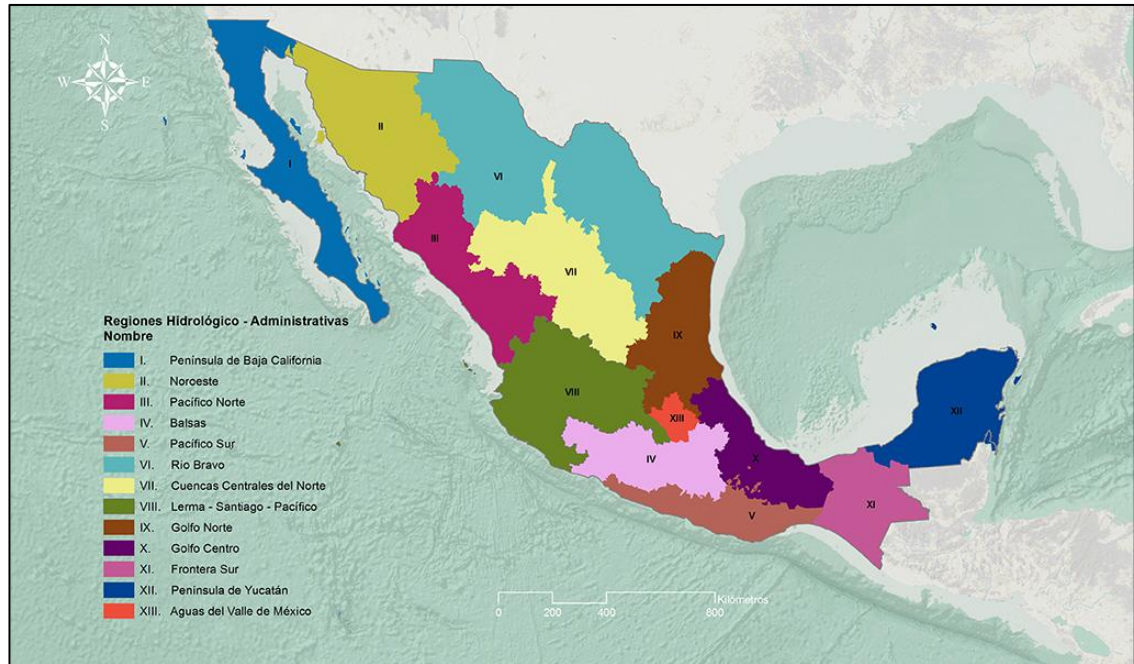 N
W E
S
I
II
III
VI
VII
IX
VIII
XIII
IV
X
V
XI
XII
Regiones Hidrológico - Administrativas
Nombre
I. Península de Baja California
II. Noroeste
III. Pacífico Norte
IV. Balsas
V. Pacífico Sur
VI. Río Bravo
VII. Cuencas Centrales del Norte
VIII. Lerma - Santiago - Pacífico
IX. Golfo Norte
X. Golfo Centro
XI. Frontera Sur
XII. Península de Yucatán
XIII. Aguas del Valle de México
Kilómetros
0 200 400 800